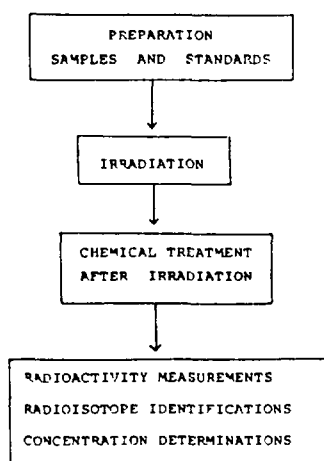 PREPARATION
SAMPLES AND STANDARDS
IRRADIATION
CHEMICAL TREATMENT
AFTER IRRADIATION
RADIOACTIVITY MEASUREMENTS
RADIOISOTOPE IDENTIFICATIONS
CONCENTRATION DETERMINATIONS